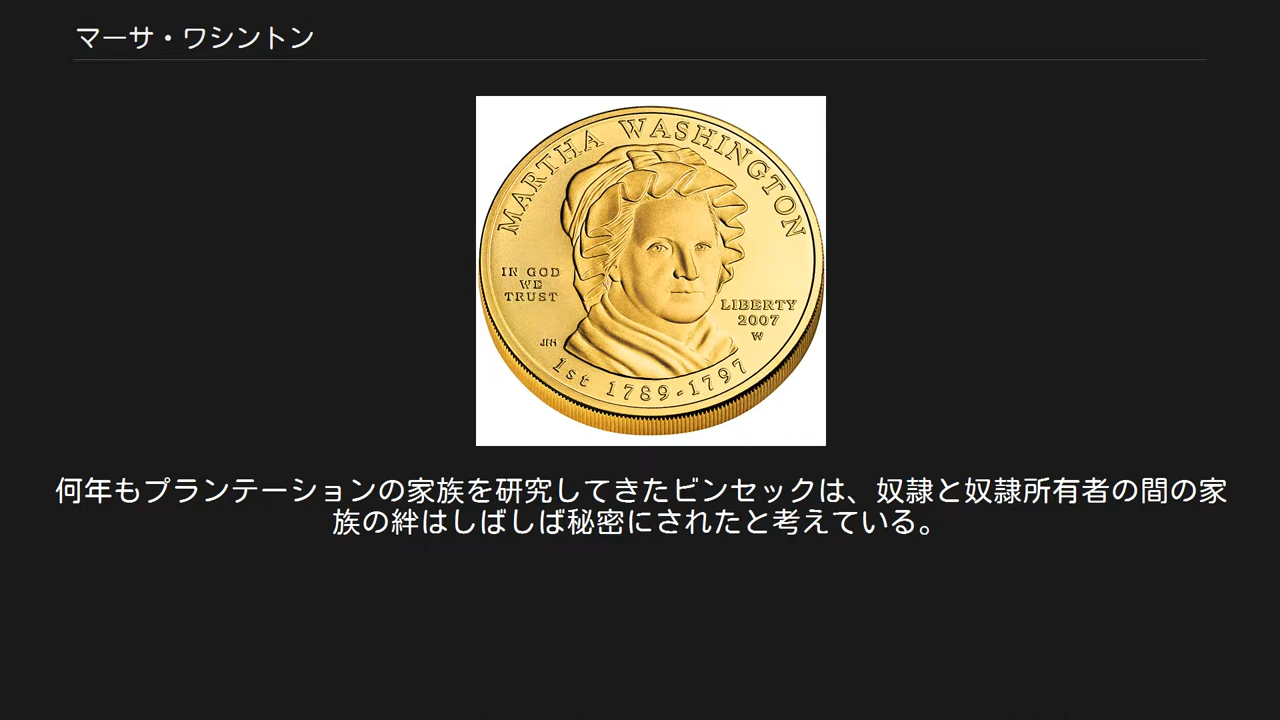 マーサ・ワシントン
MARTHA WASHINGTON
IN GOD
WE
TRUST
LIBERTY
2007
W
JFM
1st 1789-1797
何年もプランテーションの家族を研究してきたビンセックは、奴隷と奴隷所有者の間の家
族の絆はしばしば秘密にされたと考えている。